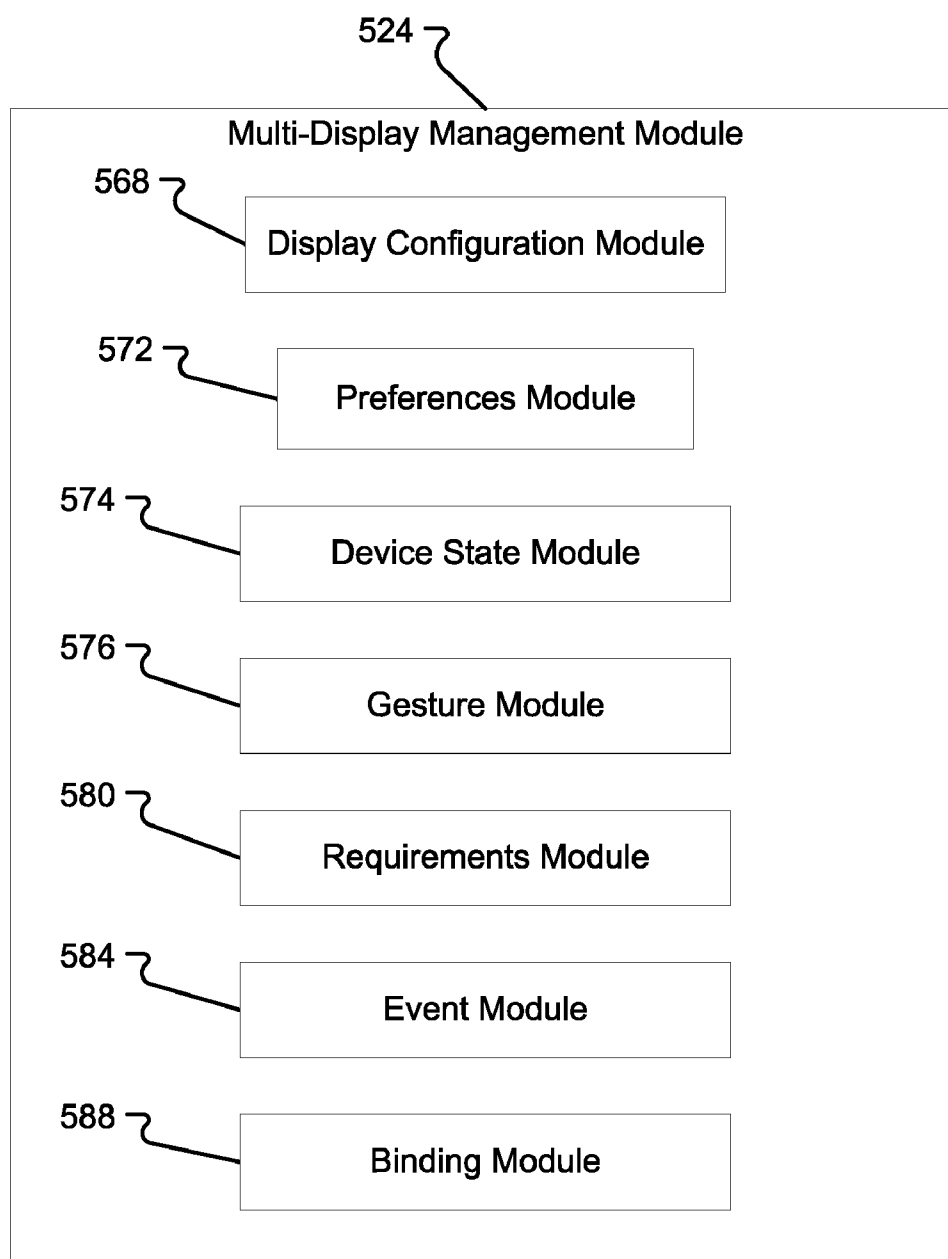 524
Multi-Display Management Module
568
Display Configuration Module
572
Preferences Module
574
Device State Module
576
Gesture Module
580
Requirements Module
584
Event Module
588
Binding Module